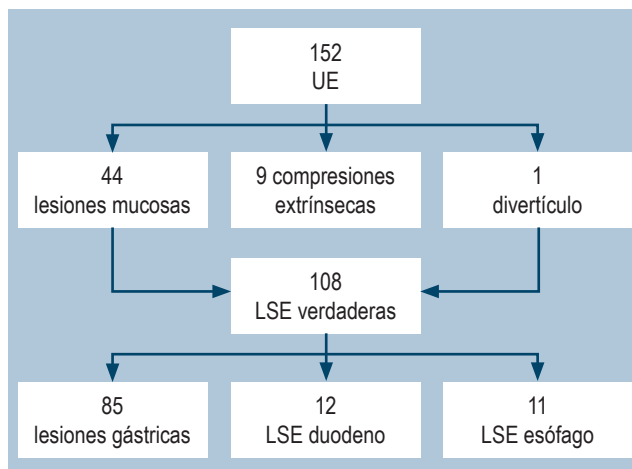 152
UE
44
lesiones mucosas
9 compresiones
extrínsecas
1
divertículo
108
LSE verdaderas
85
lesiones gástricas
12
LSE duodeno
11
LSE esófago